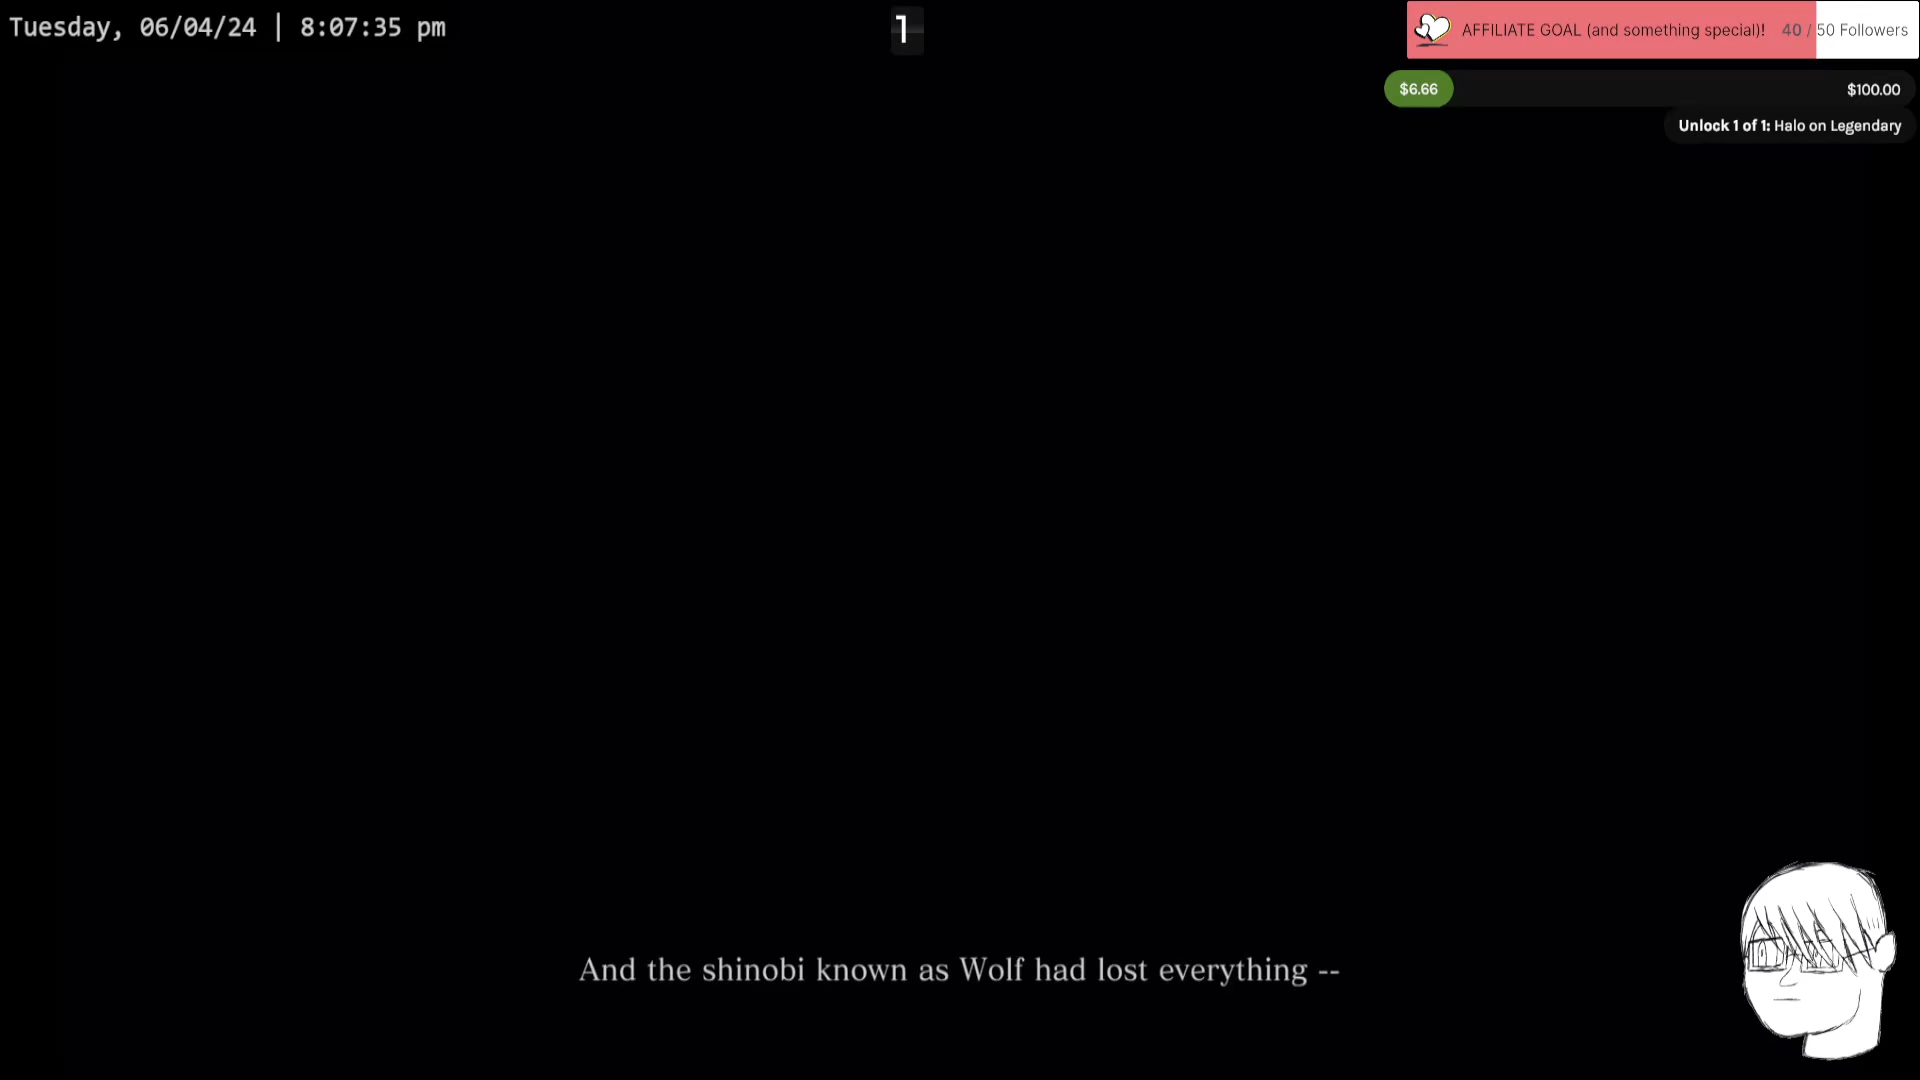 Tuesday, 06/04/24 | 8:07:35 pm
1
AFFILIATE GOAL (and something special)! 40 / 50 Followers
$6.66 $100.00
Unlock 1 of 1: Halo on Legendary
And the shinobi known as Wolf had lost everything --